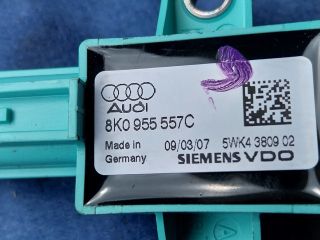 Audi
8K0 955 557C
Made in Germany 09/03/07 5WK4 3809 02
SIEMENS VDO